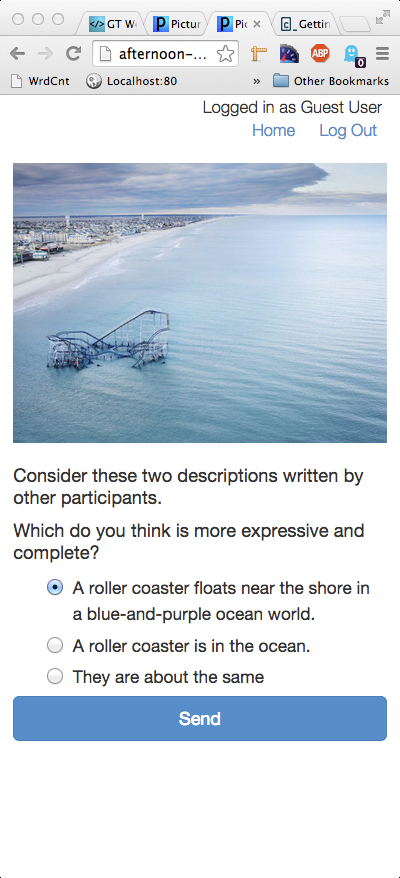 GT W
Pictur
Pic
Gettin
afternoon-...
ABP
0
WrdCnt
Localhost:80
»
Other Bookmarks
Logged in as Guest User
Home
Log Out
Consider these two descriptions written by
other participants.
Which do you think is more expressive and
complete?
A roller coaster floats near the shore in
a blue-and-purple ocean world.
A roller coaster is in the ocean.
They are about the same
Send